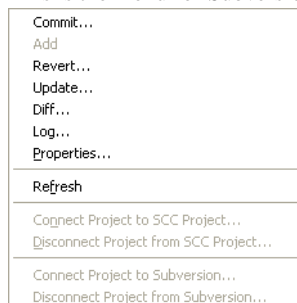 Commit...
Add
Revert...
Update...
Diff...
Log...
Properties...
Refresh
Connect Project to SCC Project...
Disconnect Project from SCC Project...
Connect Project to Subversion...
Disconnect Project from Subversion...